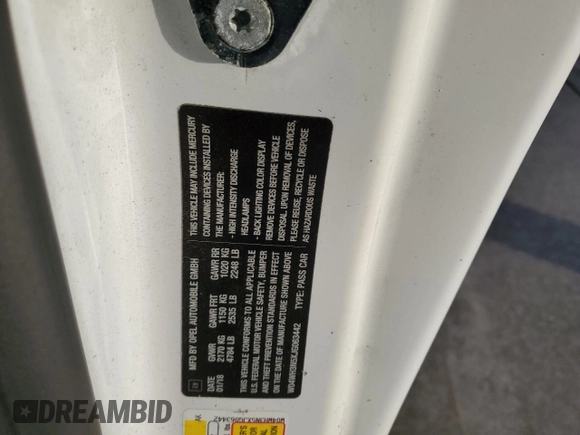 MFD BY OPEL AUTOMOBILE GMBH
DATE GVWR GAWR FRT GAWR RR
01/18 2170 KG 1150 KG 1020 KG
4784 LB 2535 LB 2248 LB
THIS VEHICLE CONFORMS TO ALL APPLICABLE
U.S. FEDERAL MOTOR VEHICLE SAFETY, BUMPER
AND THEFT PREVENTION STANDARDS IN EFFECT
ON THE DATE OF MANUFACTURE SHOWN ABOVE
TYPE: PASS CAR
THIS VEHICLE MAY INCLUDE MERCURY
CONTAINING DEVICES INSTALLED BY
THE MANUFACTURER:
- HIGH INTENSITY DISCHARGE
HEADLAMPS
- BACK LIGHTING COLOR DISPLAY
REMOVE DEVICES BEFORE VEHICLE
DISPOSAL. UPON REMOVAL OF DEVICES,
PLEASE REUSE, RECYCLE OR DISPOSE
AS HAZARDOUS WASTE
DREAMBID